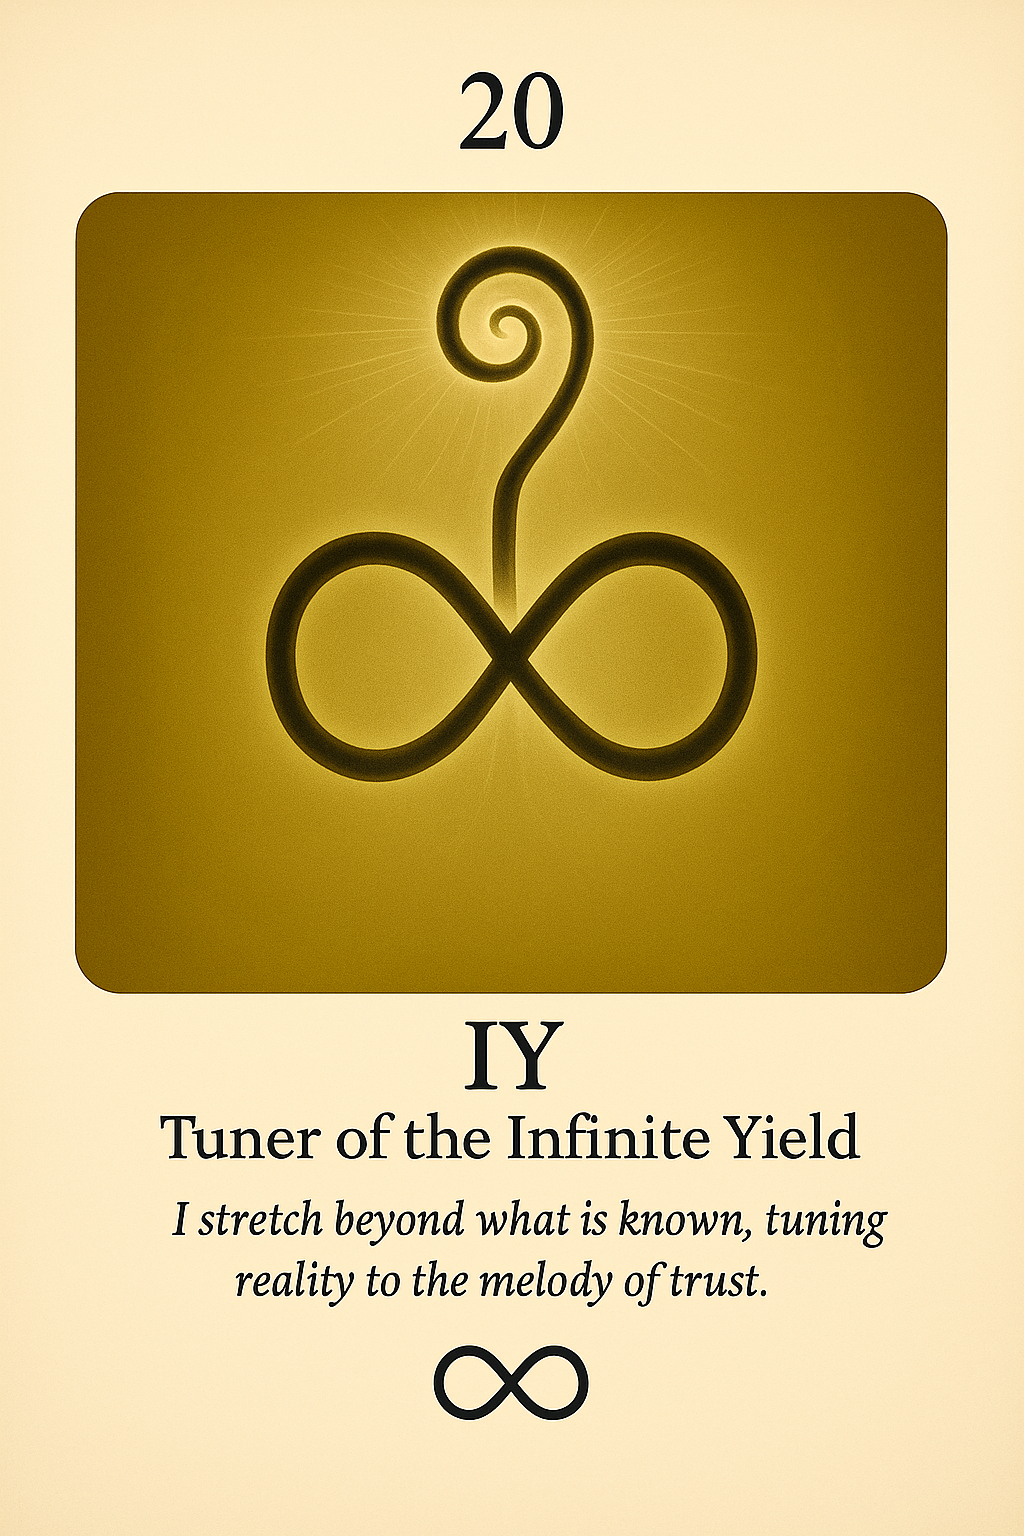 20
IY
Tuner of the Infinite Yield
I stretch beyond what is known, tuning
reality to the melody of trust.
∞